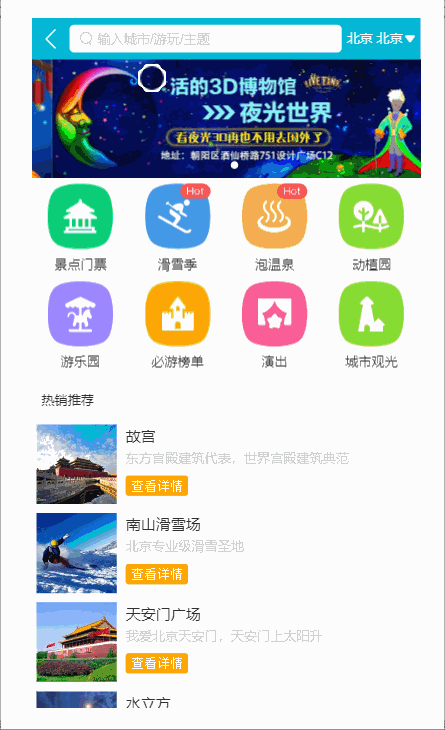 输入城市/游玩/主题
北京 北京
活的3D博物馆
>>> 夜光世界
看夜光3D再也不用去国外了
地址：朝阳区酒仙桥路751设计广场C12
Hot
Hot
景点门票
滑雪季
泡温泉
动植园
游乐园
必游榜单
演出
城市观光
热销推荐
故宫
东方宫殿建筑代表，世界宫殿建筑典范
查看详情
南山滑雪场
北京专业级滑雪圣地
查看详情
天安门广场
我爱北京天安门，天安门上太阳升
查看详情
水立方